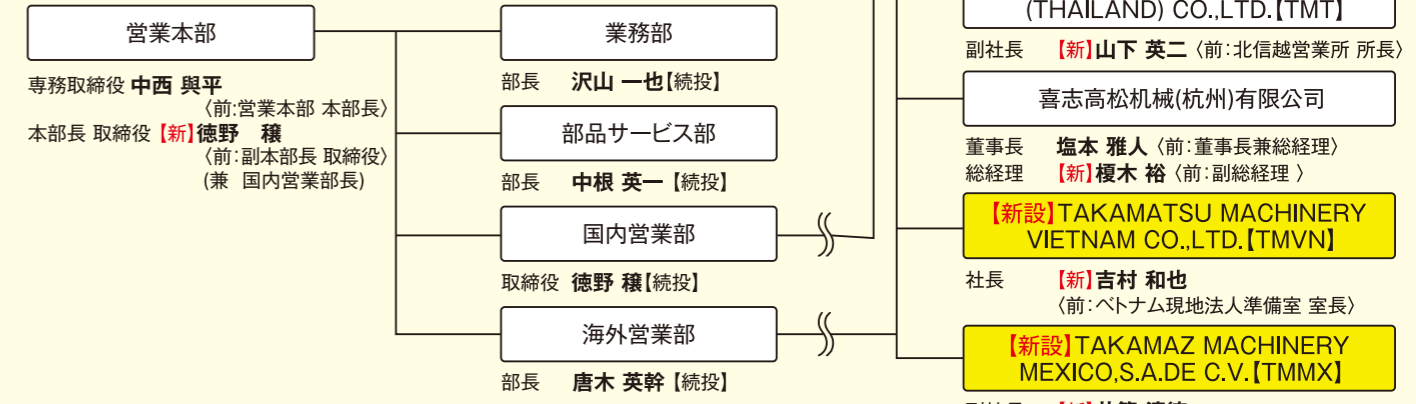 営業本部
専務取締役 中西 與平
〈前:営業本部 本部長〉
本部長 取締役【新】徳野　穣
〈前:副本部長 取締役〉
(兼 国内営業部長)
業務部
部長 沢山 一也【続投】
部品サービス部
部長 中根 英一【続投】
国内営業部
取締役 徳野 穣【続投】
海外営業部
部長 唐木 英幹【続投】
(THAILAND) CO.,LTD.【TMT】
副社長 【新】山下 英二〈前:北信越営業所 所長〉
喜志高松机械(杭州)有限公司
董事長 塩本 雅人〈前:董事長兼総経理〉
総経理 【新】榎木 裕〈前:副総経理 〉
【新設】TAKAMATSU MACHINERY
VIETNAM CO.,LTD.【TMVN】
社長 【新】吉村 和也
〈前:ベトナム現地法人準備室 室長〉
【新設】TAKAMAZ MACHINERY
MEXICO,S.A.DE C.V.【TMMX】